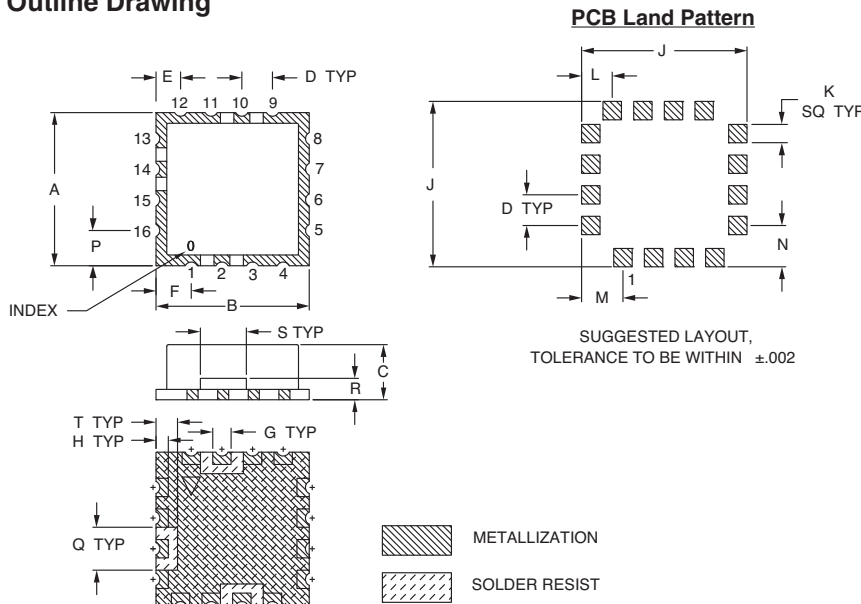 Outline Drawing
PCB Land Pattern
E
D TYP
12 11 10 9
13
14
15
16
8
7
6
5
A
P
0
1 2 3 4
F
B
INDEX
S TYP
C
R
T TYP
H TYP
G TYP
Q TYP
J
L
K
SQ TYP
J
D TYP
N
M
1
SUGGESTED LAYOUT,
TOLERANCE TO BE WITHIN ±.002
METALLIZATION
SOLDER RESIST